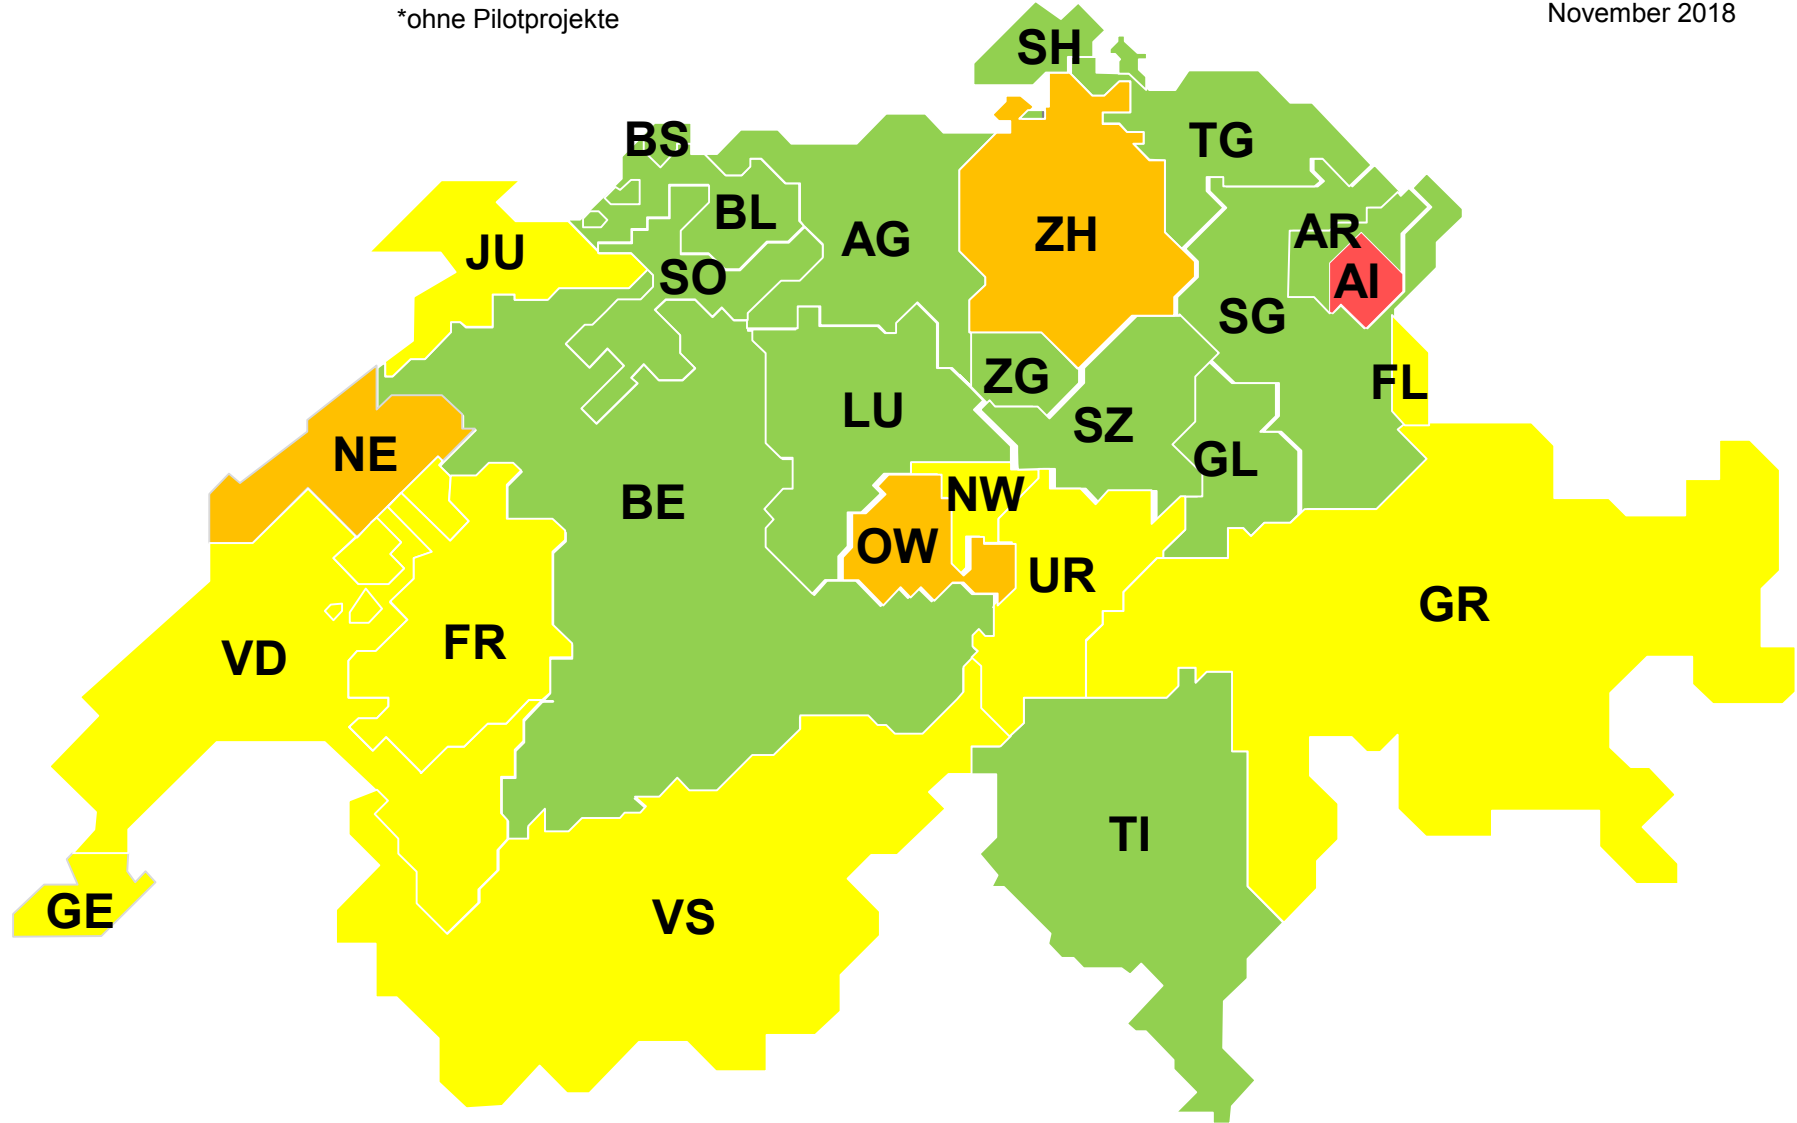 *ohne Pilotprojekte
November 2018
SH
BS
TG
BL
AG
ZH
AR
JU
SO
AI
SG
ZG
FL
LU
SZ
NE
GL
BE
NW
OW
UR
GR
FR
VD
TI
GE
VS